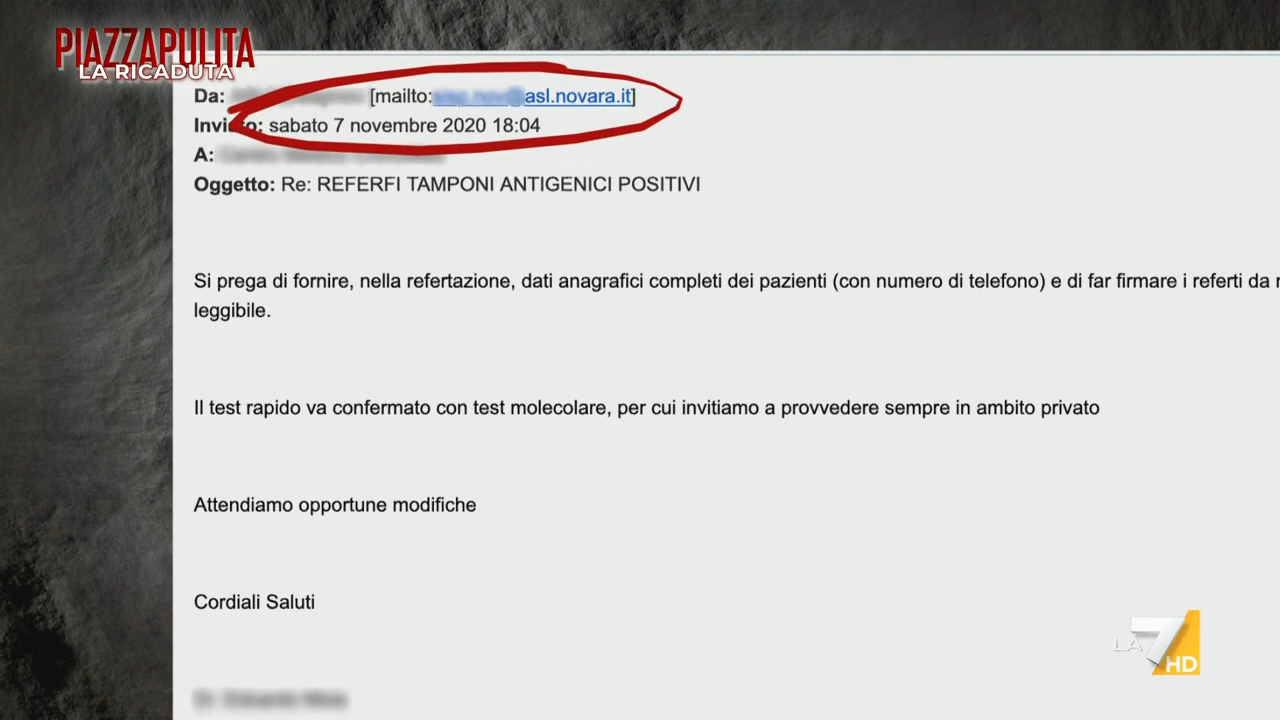 PIAZZAPULITA
LA RICADUTA
Da: [mailto: asl.novara.it]
Inviato: sabato 7 novembre 2020 18:04
A:
Oggetto: Re: REFERFI TAMPONI ANTIGENICI POSITIVI
Si prega di fornire, nella refertazione, dati anagrafici completi dei pazienti (con numero di telefono) e di far firmare i referti da
leggibile.
Il test rapido va confermato con test molecolare, per cui invitiamo a provvedere sempre in ambito privato
Attendiamo opportune modifiche
Cordiali Saluti
LA 7 HD